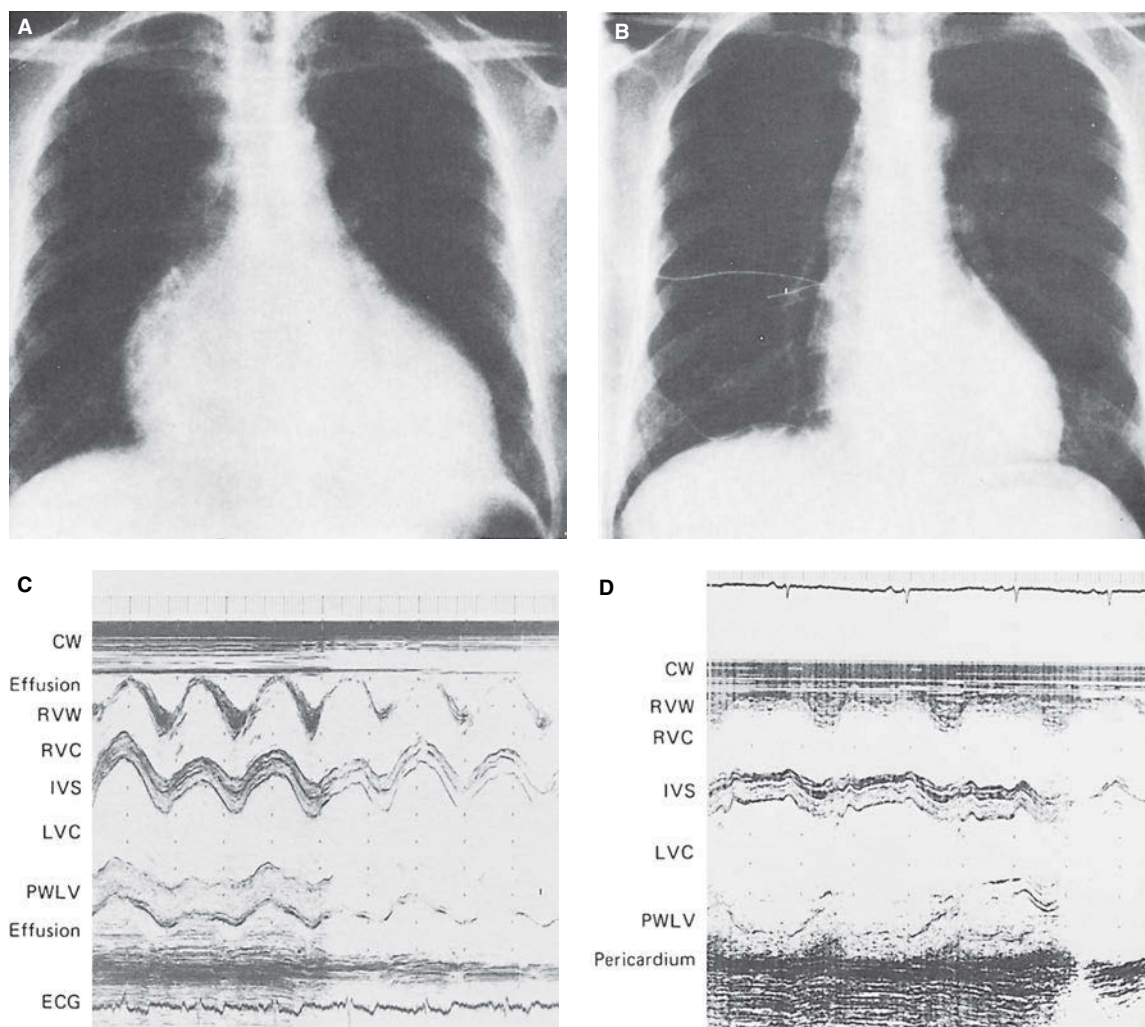 A
B
C
CW
Effusion
RVW
RVC
IVS
LVC
PWLV
Effusion
ECG
D
CW
RVW
RVC
IVS
LVC
PWLV
Pericardium